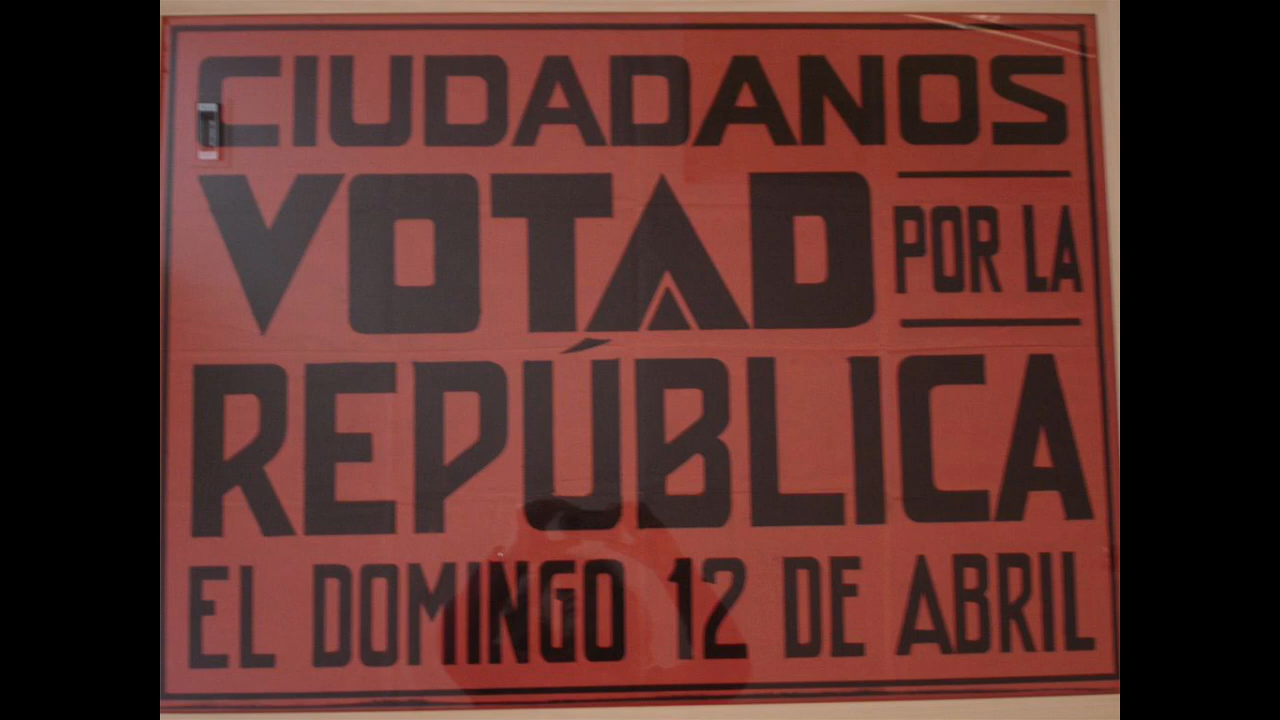 CIUDADANOS
VOTAD POR LA
REPÚBLICA
EL DOMINGO 12 DE ABRIL